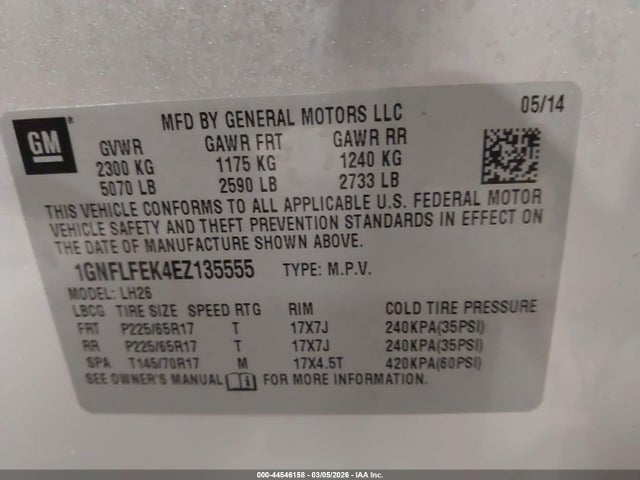 GM ®
MFD BY GENERAL MOTORS LLC 05/14
GVWR GAWR FRT GAWR RR
2300 KG 1175 KG 1240 KG
5070 LB 2590 LB 2733 LB
THIS VEHICLE CONFORMS TO ALL APPLICABLE U.S. FEDERAL MOTOR
VEHICLE SAFETY AND THEFT PREVENTION STANDARDS IN EFFECT ON
THE DATE OF MANUFACTURE SHOWN ABOVE.
1GNFLFEK4EZ135555 TYPE: M.P.V.
MODEL: LH26
LBCG TIRE SIZE SPEED RTG RIM COLD TIRE PRESSURE
FRT P225/65R17 T 17X7J 240KPA(35PSI)
RR P225/65R17 T 17X7J 240KPA(35PSI)
SPA T145/70R17 M 17X4.5T 420KPA(60PSI)
SEE OWNER'S MANUAL FOR MORE INFORMATION.
000-44546158 - 03/05/2026 - IAA Inc.